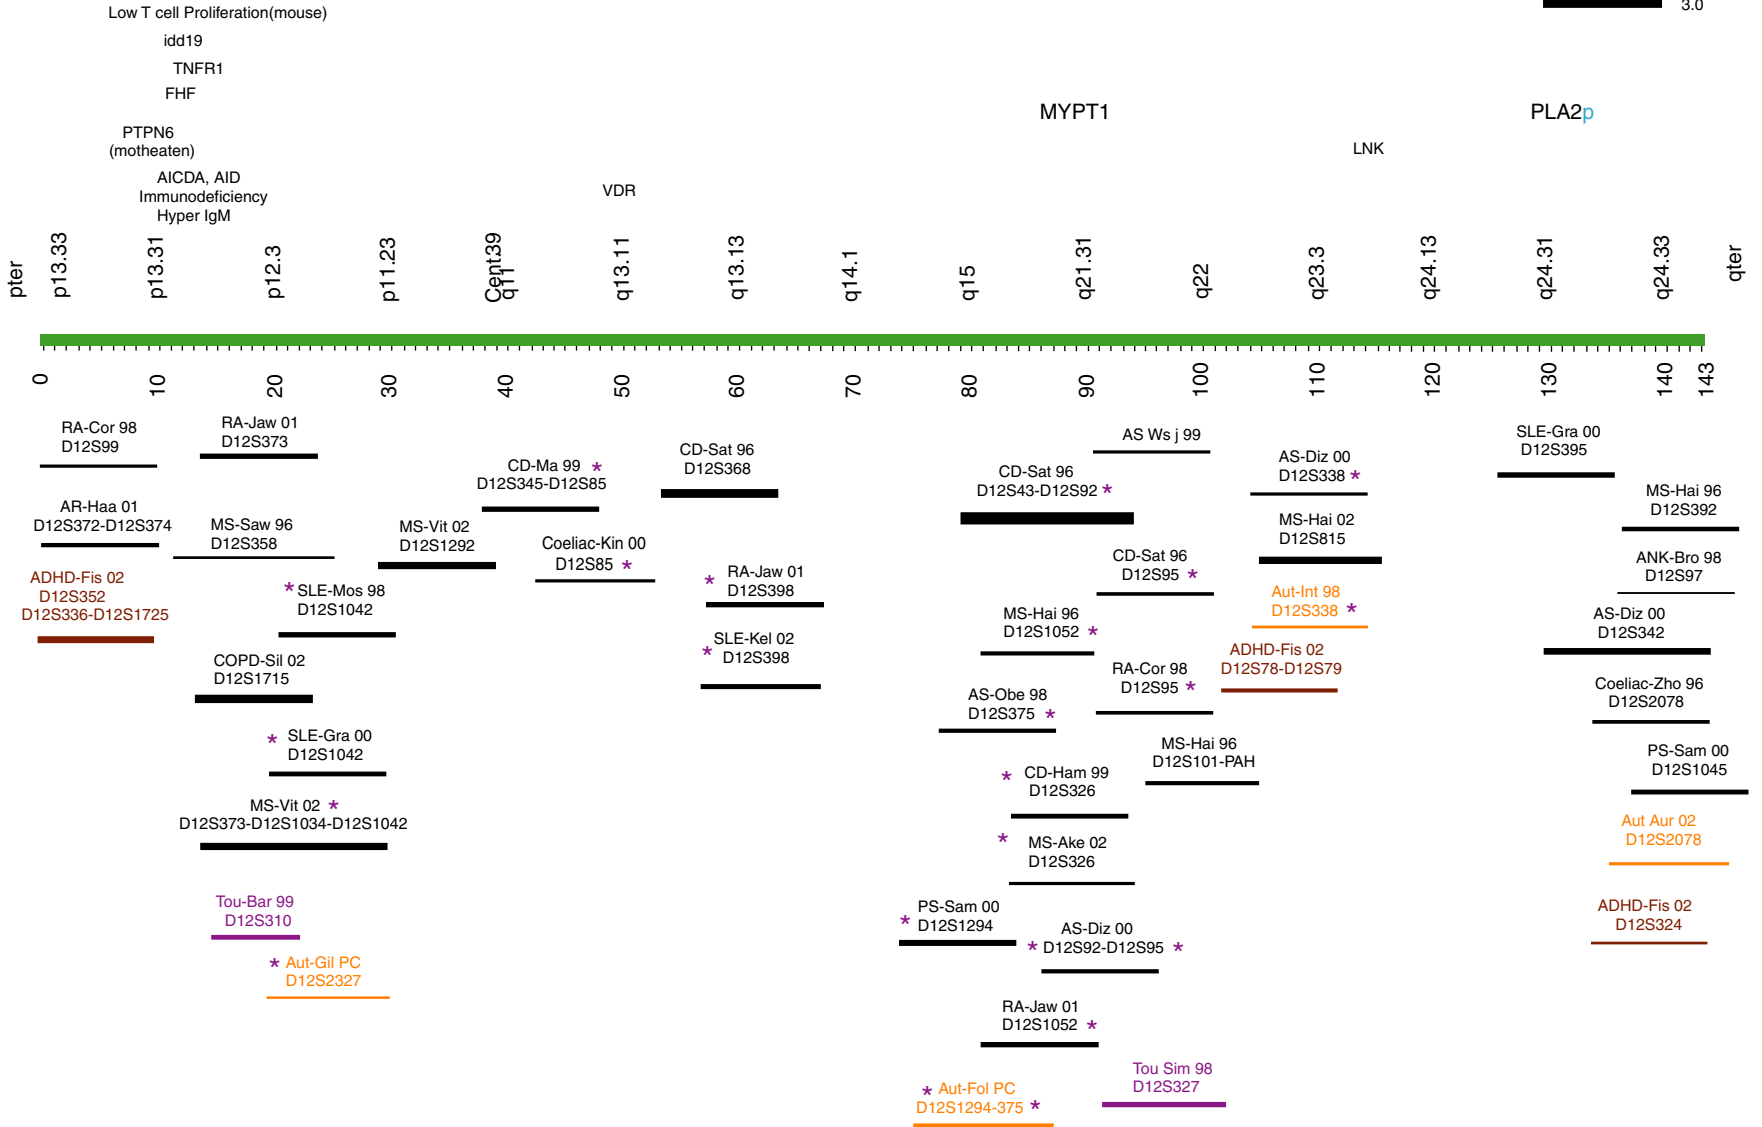 Low T cell Proliferation(mouse)
3.0
idd19
TNFR1
FHF
MYPT1
PLA2p
PTPN6
(motheaten)
LNK
AICDA, AID
Immunodeficiency
Hyper IgM
VDR
pter
p13.33
p13.31
p12.3
p11.23
Cent.39
q11
q13.11
q13.13
q14.1
q15
q21.31
q22
q23.3
q24.13
q24.31
q24.33
qter
0
10
20
30
40
50
60
70
80
90
100
110
120
130
140
143
RA-Cor 98
D12S99
AR-Haa 01
D12S372-D12S374
ADHD-Fis 02
D12S352
D12S336-D12S1725
RA-Jaw 01
D12S373
MS-Saw 96
D12S358
* SLE-Mos 98
D12S1042
COPD-Sil 02
D12S1715
* SLE-Gra 00
D12S1042
MS-Vit 02 *
D12S373-D12S1034-D12S1042
Tou-Bar 99
D12S310
* Aut-Gil PC
D12S2327
MS-Vit 02
D12S1292
CD-Ma 99 *
D12S345-D12S85
Coeliac-Kin 00
D12S85 *
CD-Sat 96
D12S368
* RA-Jaw 01
D12S398
SLE-Kel 02
* D12S398
CD-Sat 96
D12S43-D12S92 *
MS-Hai 96
D12S1052 *
AS-Obe 98
D12S375 *
* CD-Ham 99
D12S326
* MS-Ake 02
D12S326
PS-Sam 00
* D12S1294
AS-Diz 00
* D12S92-D12S95 *
RA-Jaw 01
D12S1052 *
* Aut-Fol PC
D12S1294-375 *
AS Ws j 99
CD-Sat 96
D12S95 *
RA-Cor 98
D12S95 *
MS-Hai 96
D12S101-PAH
Tou Sim 98
D12S327
AS-Diz 00
D12S338 *
MS-Hai 02
D12S815
Aut-Int 98
D12S338 *
ADHD-Fis 02
D12S78-D12S79
SLE-Gra 00
D12S395
MS-Hai 96
D12S392
ANK-Bro 98
D12S97
AS-Diz 00
D12S342
Coeliac-Zho 96
D12S2078
PS-Sam 00
D12S1045
Aut Aur 02
D12S2078
ADHD-Fis 02
D12S324